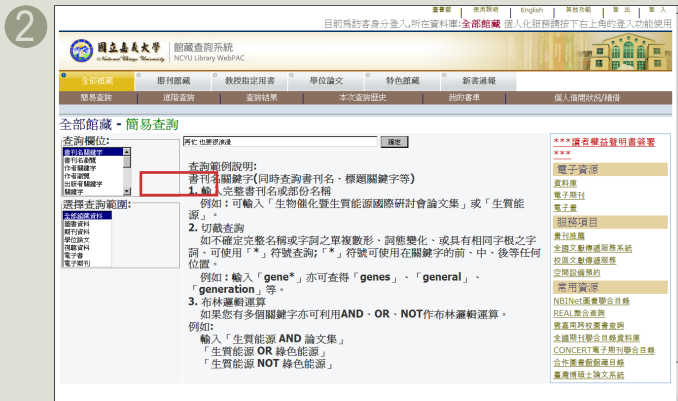 2
圖書館 | 使用說明 | English | 其他功能 | 登 出 | 登 入
目前為訪客身分登入,所在資料庫:全部館藏 個人化服務請按下右上角的登入功能使用
國立嘉義大學 館藏查詢系統
National Chiayi University NCYU Library WebPAC
全部館藏 期刊館藏 教授指定用書 學位論文 特色館藏 新書通報
簡易查詢 進階查詢 查詢結果 本次查詢歷史 我的書車 個人借閱狀況/續借
全部館藏 - 簡易查詢
查詢欄位:
書刊名關鍵字
書刊名瀏覽
作者關鍵字
作者瀏覽
出版者關鍵字
關鍵字
選擇查詢範圍:
全部館藏資料
圖書資料
期刊資料
學位論文
視聽資料
電子書
電子期刊
阿仁.也要很浪漫 確定
查詢範例說明:
書刊名關鍵字(同時查詢書刊名、標題關鍵字等)
1. 輸入完整書刊名或部份名稱
例如：可輸入「生物催化暨生質能源國際研討會論文集」或「生質能
源」。
2. 切截查詢
如不確定完整名稱或字詞之單複數形、詞態變化、或具有相同字根之字
詞、可使用「*」符號查詢;「*」符號可使用在關鍵字的前、中、後等任何
位置。
例如：輸入「gene*」亦可查得「genes」、「general」、
「generation」等。
3. 布林邏輯運算
如果您有多個關鍵字亦可利用AND、OR、NOT作布林邏輯運算。
例如:
輸入「生質能源 AND 論文集」
「生質能源 OR 綠色能源」
「生質能源 NOT 綠色能源」
***讀者權益聲明書簽署
***
電子資源
資料庫
電子期刊
電子書
服務項目
書刊推薦
全國文獻傳遞服務系統
校區文獻傳遞服務
空間設備預約
常用資源
NBINet圖書聯合目錄
REAL整合查詢
雲嘉南跨校圖書查詢
全國期刊聯合目錄資料庫
CONCERT電子期刊聯合目錄
合作圖書館館藏目錄
臺灣博碩士論文系統